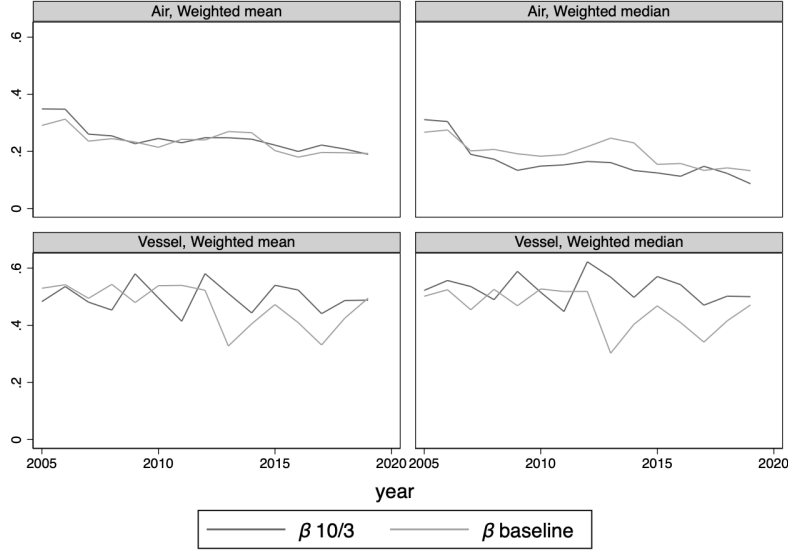 Air, Weighted mean
Air, Weighted median
.6
.4
.2
0
Vessel, Weighted mean
Vessel, Weighted median
.6
.4
.2
0
2005 2010 2015 2020 2005 2010 2015 2020
year
β 10/3 β baseline